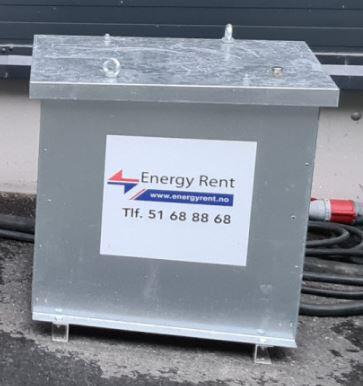 Energy Rent
www.energyrent.no
Tlf. 51 68 88 68